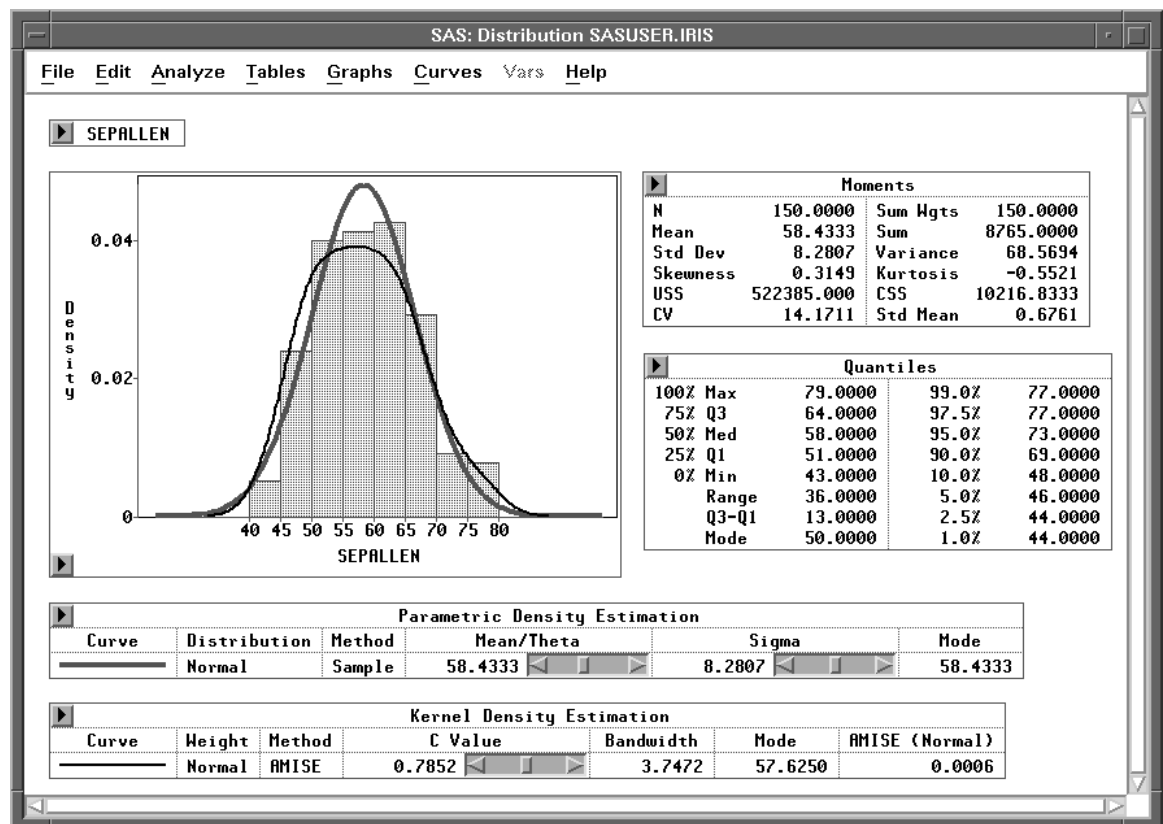 SAS: Distribution SASUSER.IRIS
File Edit Analyze Tables Graphs Curves Vars Help
SEPALLEN
Density
0.04
0.02
0
40 45 50 55 60 65 70 75 80
SEPALLEN
Moments
N 150.0000 Sum Wgts 150.0000
Mean 58.4333 Sum 8765.0000
Std Dev 8.2807 Variance 68.5694
Skewness 0.3149 Kurtosis -0.5521
USS 522385.000 CSS 10216.8333
CV 14.1711 Std Mean 0.6761
Quantiles
100% Max 79.0000 99.0% 77.0000
75% Q3 64.0000 97.5% 77.0000
50% Med 58.0000 95.0% 73.0000
25% Q1 51.0000 90.0% 69.0000
0% Min 43.0000 10.0% 48.0000
Range 36.0000 5.0% 46.0000
Q3-Q1 13.0000 2.5% 44.0000
Mode 50.0000 1.0% 44.0000
Parametric Density Estimation
Curve Distribution Method Mean/Theta Sigma Mode
Normal Sample 58.4333 8.2807 58.4333
Kernel Density Estimation
Curve Weight Method C Value Bandwidth Mode AMISE (Normal)
Normal AMISE 0.7852 3.7472 57.6250 0.0006